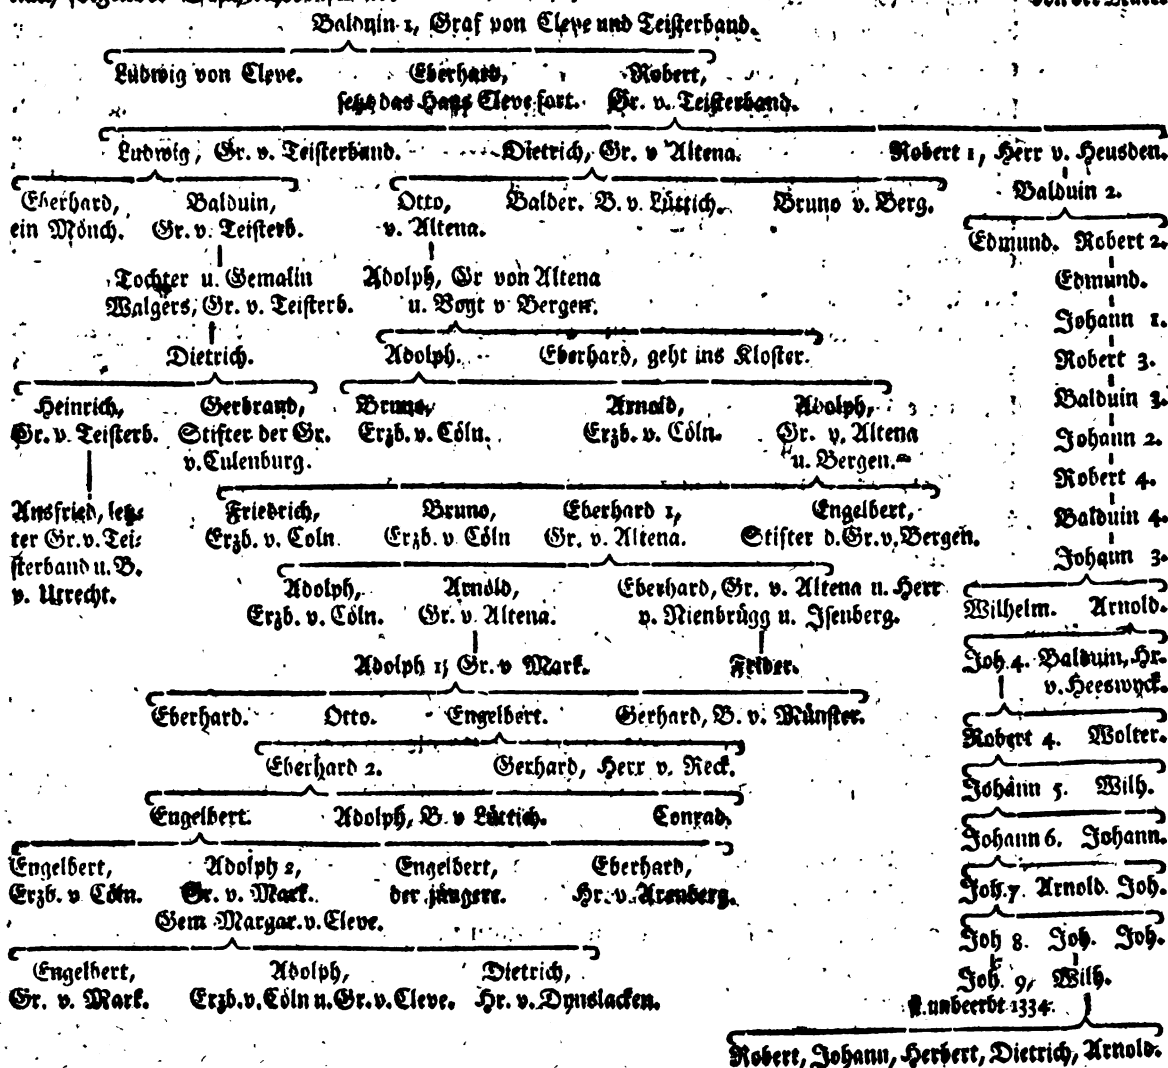 Balduin 1, Graf von Cleve und Teisterband.
Ludwig von Cleve. Eberhard, Robert,
setzt das Haus Cleve fort. Gr. v. Teisterband.
Ludwig, Gr. v. Teisterband. Dietrich, Gr. v Altena. Robert 1, Herr v. Heusden.
Eberhard, Balduin, Otto, Balder. B. v. Lüttich. Bruno v. Berg. Balduin 2.
ein Mönch. Gr. v. Teisterb. v. Altena.
Edmund. Robert 2.
Tochter u. Gemalin Adolph, Gr von Altena Edmund.
Walgers, Gr. v. Teisterb. u. Vogt v Bergen.
Johann 1.
Dietrich. Adolph. Eberhard, geht ins Kloster. Robert 3.
Heinrich, Gerbrand, Bruno, Arnold, Adolph, Balduin 3.
Gr. v. Teisterb. Stifter der Gr. Erzb. v. Cöln. Erzb. v. Cöln. Gr. v. Altena Johann 2.
v. Culenburg. u. Bergen.
Robert 4.
Ansfried, letz- Friedrich, Bruno, Eberhard 1, Engelbert, Balduin 4.
ter Gr. v. Tei- Erzb. v. Coln. Erzb. v Cöln Gr. v. Altena. Stifter d. Gr. v. Bergen.
sterband u. B. Johann 3.
v. Utrecht. Adolph, Arnold, Eberhard, Gr. v. Altena u. Herr
Erzb. v. Cöln. Gr. v. Altena. v. Nienbrügg u. Isenberg. Wilhelm. Arnold.
Adolph 1, Gr. v Mark. Frider. Joh. 4. Balduin, Hr.
v. Heeswyck.
Eberhard. Otto. Engelbert. Gerhard, B. v. Münster.
Robert 4. Wolter.
Eberhard 2. Gerhard, Herr v. Reck.
Johann 5. Wilh.
Engelbert. Adolph, B. v Lüttich. Conrad.
Johann 6. Johann.
Engelbert, Adolph 2, Engelbert, Eberhard,
Erzb. v Cöln. Gr. v. Mark. der jüngere. Hr. v. Arenberg. Joh. 7. Arnold. Joh.
Gem Margar. v. Cleve.
Joh 8. Joh. Joh.
Engelbert, Adolph, Dietrich, Joh. 9, Wilh.
Gr. v. Mark. Erzb. v. Cöln u. Gr. v. Cleve. Hr. v. Dynslacken. st. unbeerbt 1334.
Robert, Johann, Herbert, Dietrich, Arnold.